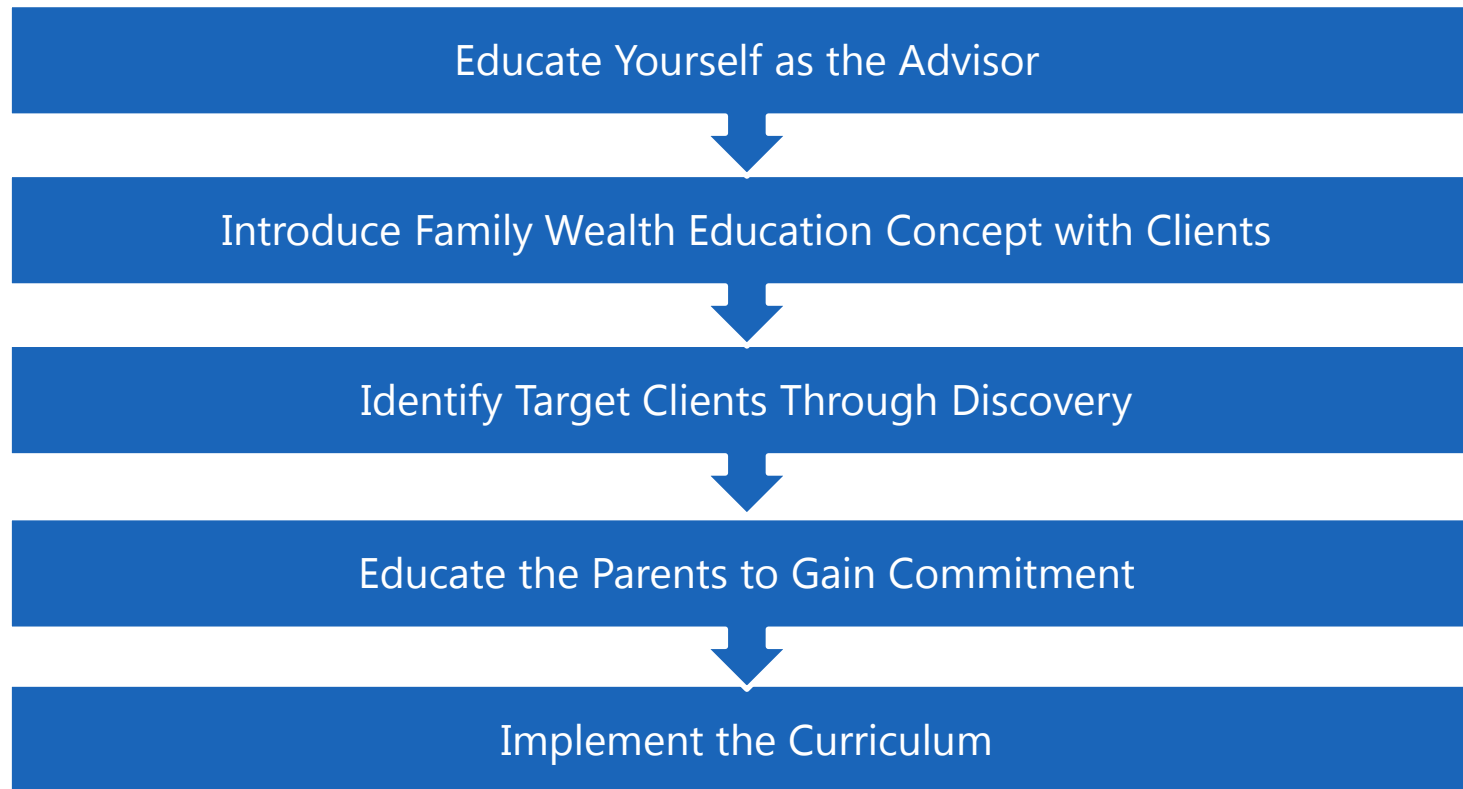 Educate Yourself as the Advisor
Introduce Family Wealth Education Concept with Clients
Identify Target Clients Through Discovery
Educate the Parents to Gain Commitment
Implement the Curriculum